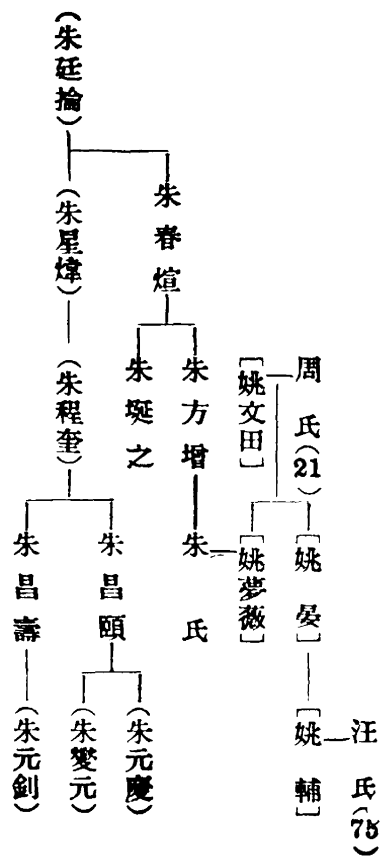 （朱廷掄）
朱春煊
（朱星煒）
周氏（21）
［姚文田］
朱方增
朱埏之
（朱程奎）
［姚晏］
［姚夢薇］
朱氏
朱昌頤
朱昌壽
汪氏（75）
［姚輔］
（朱元慶）
（朱燮元）
（朱元釗）